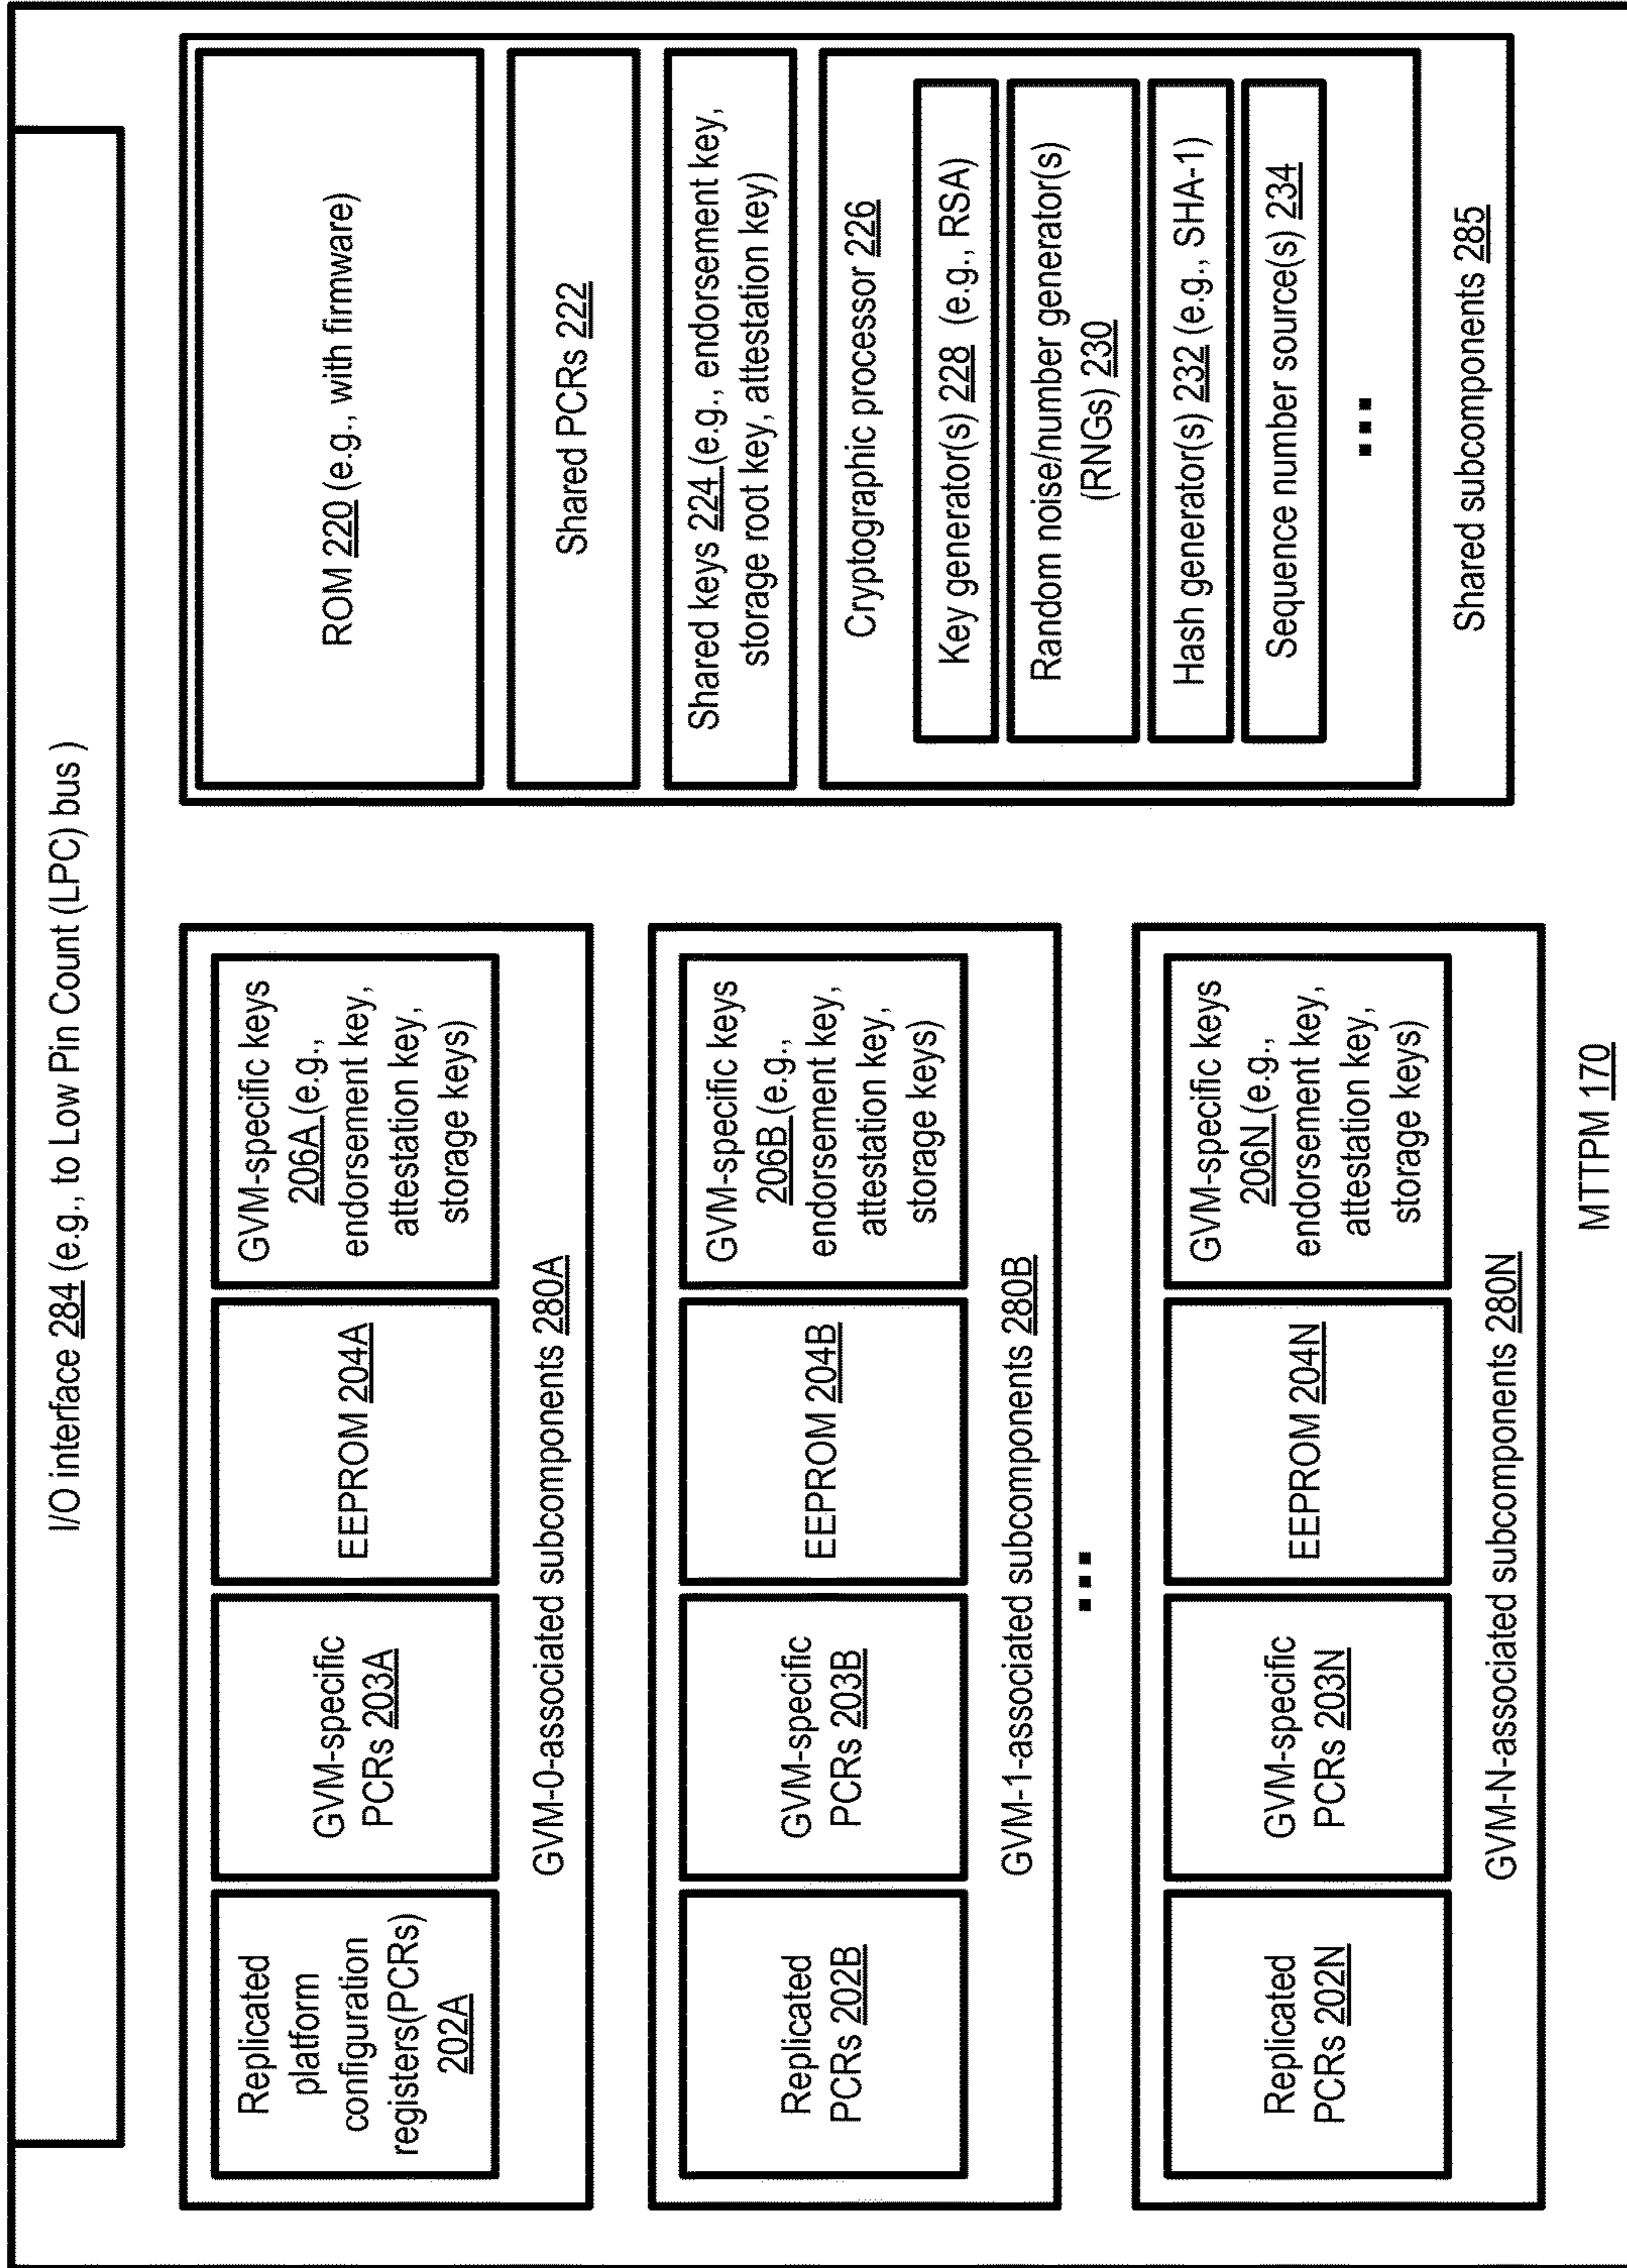 I/O interface 284 (e.g., to Low Pin Count (LPC) bus )
Replicated
platform
configuration
registers(PCRs)
202A
GVM-specific
PCRs 203A
EEPROM 204A
GVM-specific keys
206A (e.g.,
endorsement key,
attestation key,
storage keys)
GVM-0-associated subcomponents 280A
Replicated
PCRs 202B
GVM-specific
PCRs 203B
EEPROM 204B
GVM-specific keys
206B (e.g.,
endorsement key,
attestation key,
storage keys)
GVM-1-associated subcomponents 280B
...
Replicated
PCRs 202N
GVM-specific
PCRs 203N
EEPROM 204N
GVM-specific keys
206N (e.g.,
endorsement key,
attestation key,
storage keys)
GVM-N-associated subcomponents 280N
ROM 220 (e.g., with firmware)
Shared PCRs 222
Shared keys 224 (e.g., endorsement key,
storage root key, attestation key)
Cryptographic processor 226
Key generator(s) 228 (e.g., RSA)
Random noise/number generator(s)
(RNGs) 230
Hash generator(s) 232 (e.g., SHA-1)
Sequence number source(s) 234
...
Shared subcomponents 285
MTTPM 170